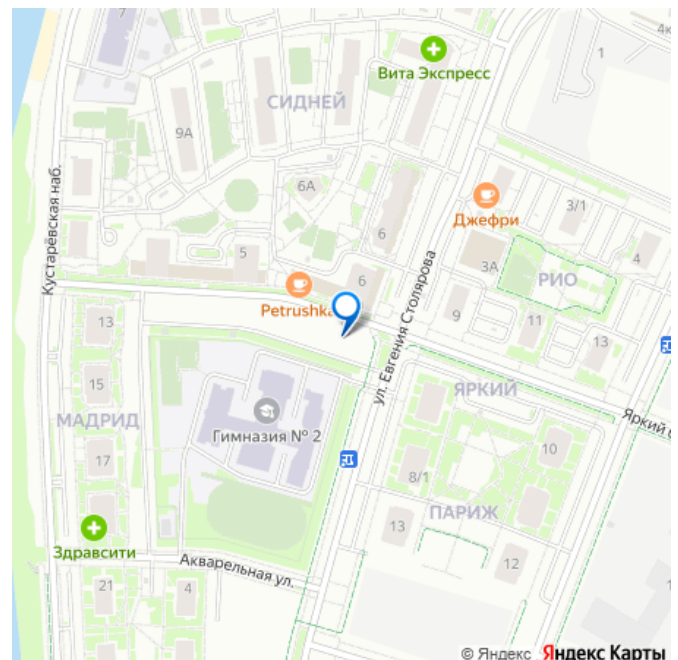 7
4к
1
Вита Экспресс
СИДНЕЙ
9А
6А
Кустарёвская наб.
3/1
Джефри
6
5
3А
4
РИО
6
Petrushka
ул. Евгения Столярова
9
11
13
13
15
ЯРКИЙ
Яркий
МАДРИД
Гимназия № 2
10
17
8/1
ПАРИЖ
13
Здравсити
Акварельная ул.
12
21
4
1
© Яндекс Яндекс Карты